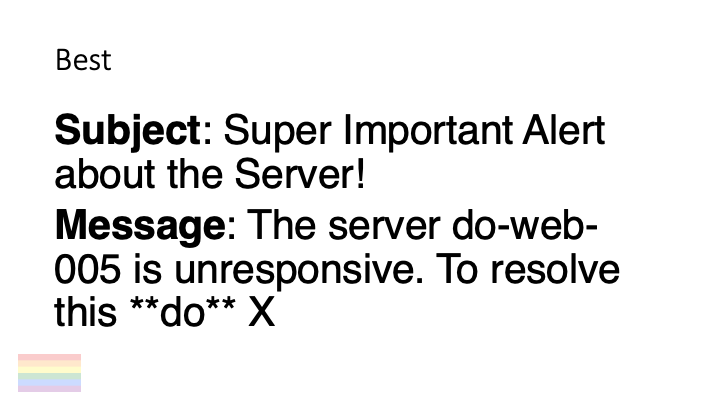 Best
Subject: Super Important Alert
about the Server!
Message: The server do-web-
005 is unresponsive. To resolve
this **do** X